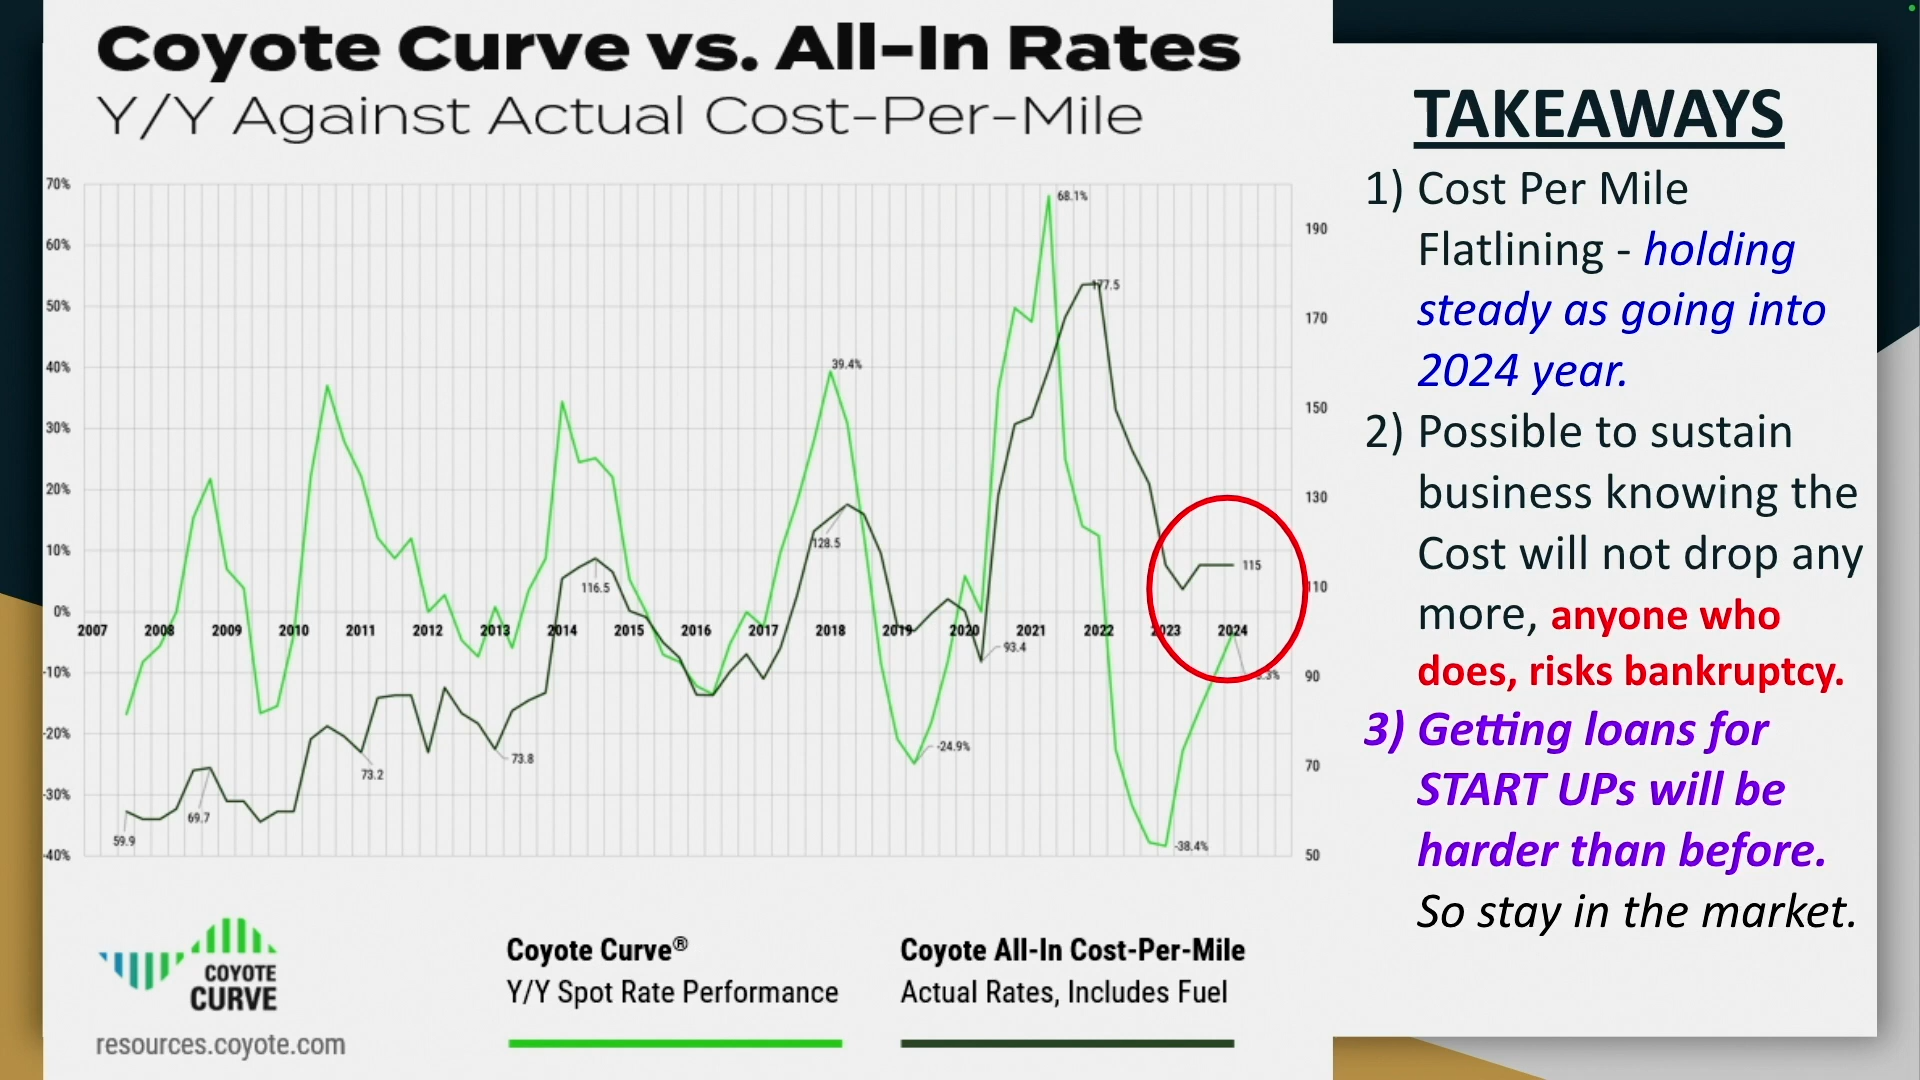 Coyote Curve vs. All-In Rates
Y/Y Against Actual Cost-Per-Mile
70%
60%
50%
40%
30%
20%
10%
0%
-10%
-20%
-30%
-40%
190
170
150
130
110
90
70
50
2007 2008 2009 2010 2011 2012 2013 2014 2015 2016 2017 2018 2019 2020 2021 2022 2023 2024
68.1%
177.5
39.4%
128.5
116.5
115
93.4
-24.9%
73.8
73.2
69.7
59.9
-38.4%
COYOTE
CURVE
resources.coyote.com
Coyote Curve®
Y/Y Spot Rate Performance
Coyote All-In Cost-Per-Mile
Actual Rates, Includes Fuel
TAKEAWAYS
1) Cost Per Mile
Flatlining - holding
steady as going into
2024 year.
2) Possible to sustain
business knowing the
Cost will not drop any
more, anyone who
does, risks bankruptcy.
3) Getting loans for
START UPs will be
harder than before.
So stay in the market.